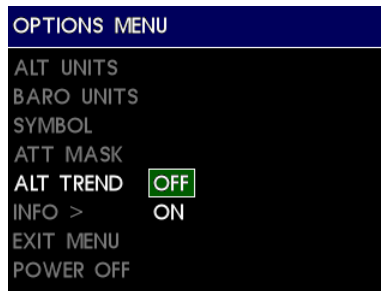 OPTIONS MENU
ALT UNITS
BARO UNITS
SYMBOL
ATT MASK
ALT TREND OFF
INFO > ON
EXIT MENU
POWER OFF